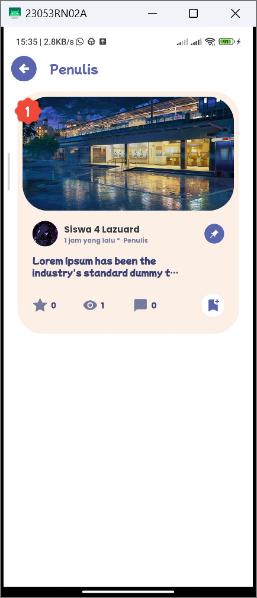 23053RN02A
15:35 | 2.8KB/s
Penulis
1
Siswa 4 Lazuard
1 jam yang lalu * Penulis
Lorem Ipsum has been the
industry's standard dummy t...
0 1 0